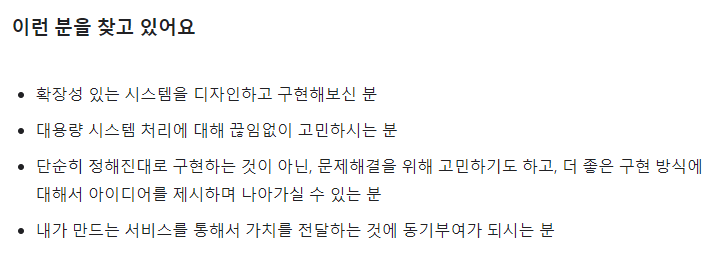 이런 분을 찾고 있어요
• 확장성 있는 시스템을 디자인하고 구현해보신 분
• 대용량 시스템 처리에 대해 끊임없이 고민하시는 분
• 단순히 정해진대로 구현하는 것이 아닌, 문제해결을 위해 고민하기도 하고, 더 좋은 구현 방식에
대해서 아이디어를 제시하며 나아가실 수 있는 분
• 내가 만드는 서비스를 통해서 가치를 전달하는 것에 동기부여가 되시는 분